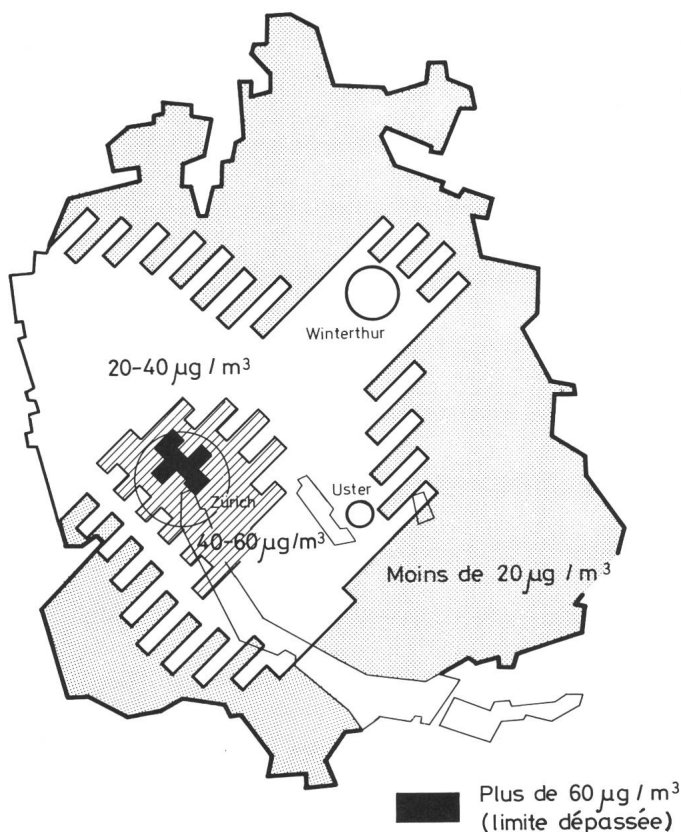 Winterthur
20-40 µg / m³
Zürich
Uster
40-60 µg/m³
Moins de 20 µg / m³
Plus de 60 µg / m³
(limite dépassée)